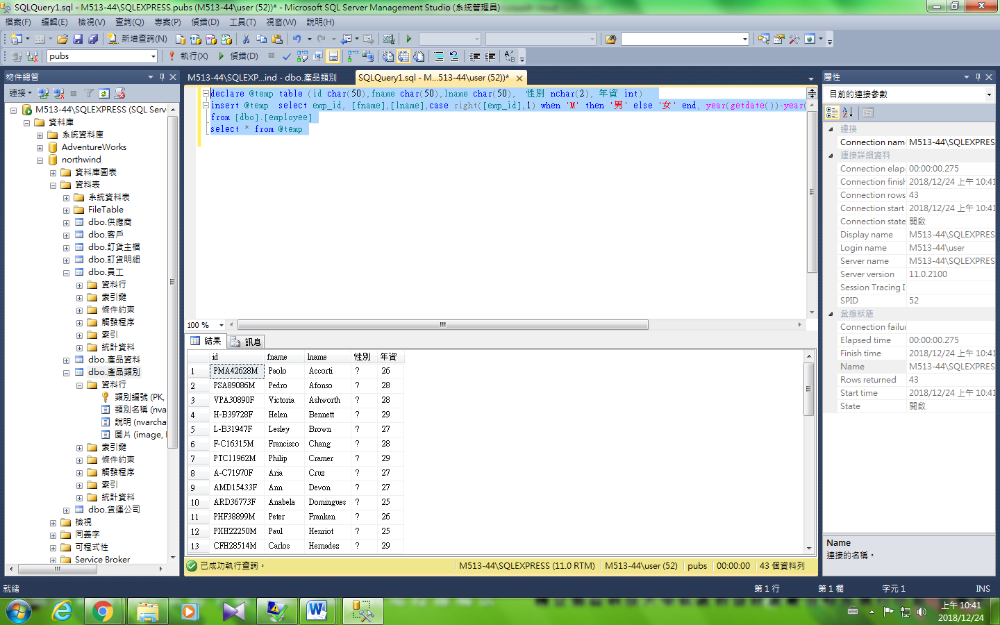 SQLQuery1.sql - M513-44\SQLEXPRESS.pubs (M513-44\user (52))* - Microsoft SQL Server Management Studio (系統管理員)
檔案(F) 編輯(E) 檢視(V) 查詢(Q) 專案(P) 偵錯(D) 工具(T) 視窗(W) 說明(H)
新增查詢(N)
pubs 執行(X) 偵錯(D)
物件總管
連接
M513-44\SQLEXPRESS (SQL Serv
資料庫
系統資料庫
AdventureWorks
northwind
資料庫圖表
資料表
系統資料表
FileTable
dbo.供應商
dbo.客戶
dbo.訂貨主檔
dbo.訂貨明細
dbo.員工
資料行
索引鍵
條件約束
觸發程序
索引
統計資料
dbo.產品資料
dbo.產品類別
資料行
類別編號 (PK,
類別名稱 (nva
說明 (nvarcha
圖片 (image,
索引鍵
條件約束
觸發程序
索引
統計資料
dbo.貨運公司
檢視
同義字
可程式性
Service Broker
M513-44\SQLEXP...ind - dbo.產品類別 SQLQuery1.sql - M...513-44\user (52))*
declare @temp table (id char(50),fname char(50),lname char(50), 性別 nchar(2), 年資 int)
insert @temp select emp_id, [fname],[lname],case right([emp_id],1) when 'M' then '男' else '女' end, year(getdate())-year(
from [dbo].[employee]
select * from @temp
100 %
結果 訊息
id fname lname 性別 年資
1 PMA42628M Paolo Accorti ? 26
2 PSA89086M Pedro Afonso ? 28
3 VPA30890F Victoria Ashworth ? 28
4 H-B39728F Helen Bennett ? 29
5 L-B31947F Lesley Brown ? 27
6 F-C16315M Francisco Chang ? 28
7 PTC11962M Philip Cramer ? 29
8 A-C71970F Aria Cruz ? 27
9 AMD15433F Ann Devon ? 27
10 ARD36773F Anabela Domingues ? 25
11 PHF38899M Peter Franken ? 26
12 PXH22250M Paul Henriot ? 25
13 CFH28514M Carlos Hernadez ? 29
已成功執行查詢。 M513-44\SQLEXPRESS (11.0 RTM) M513-44\user (52) pubs 00:00:00 43 個資料列
屬性
目前的連接參數
連接
Connection nam M513-44\SQLEXPRES
連接詳細資料
Connection elap 00:00:00.275
Connection finish 2018/12/24 上午 10:41
Connection rows 43
Connection start 2018/12/24 上午 10:41
Connection state 開啟
Display name M513-44\SQLEXPRES
Login name M513-44\user
Server name M513-44\SQLEXPRES
Server version 11.0.2100
Session Tracing I
SPID 52
彙總狀態
Connection failur
Elapsed time 00:00:00.275
Finish time 2018/12/24 上午 10:41
Name M513-44\SQLEXPRES
Rows returned 43
Start time 2018/12/24 上午 10:41
State 開啟
Name
連接的名稱。
就緒 第 1 行 第 1 欄 字元 1 INS
上午 10:41
2018/12/24